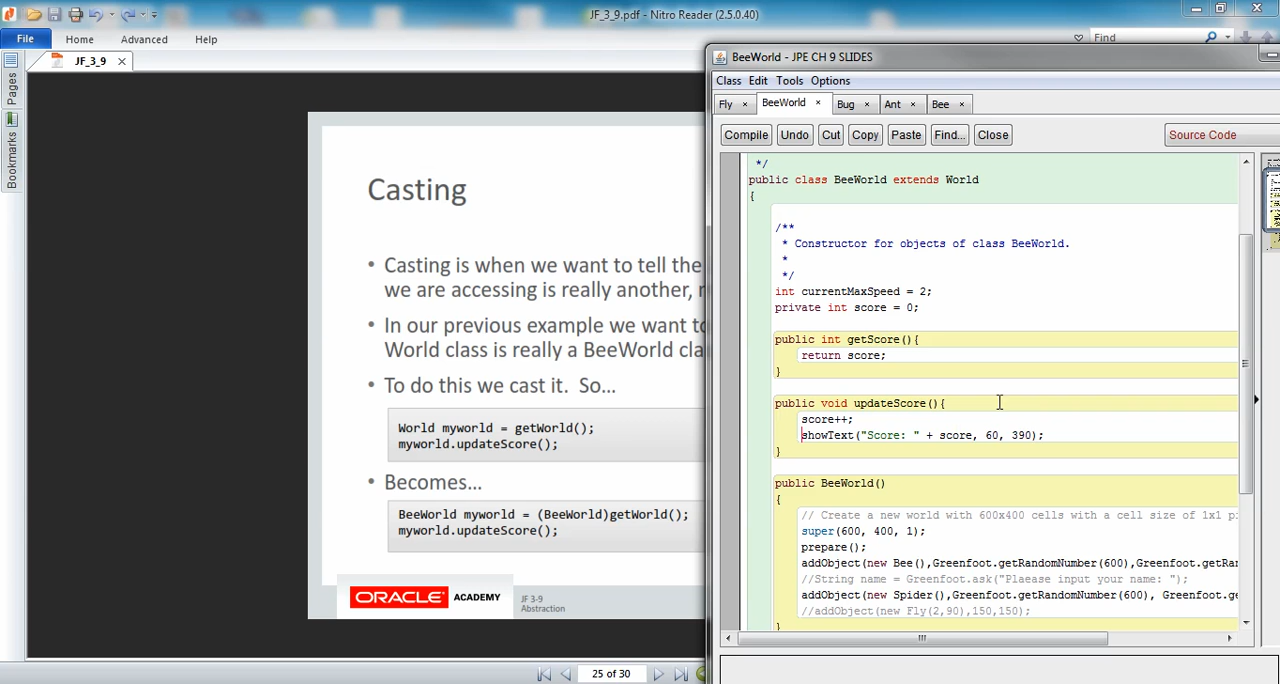 JF_3_9.pdf - Nitro Reader (2.5.0.40)
File Home Advanced Help
Find
JF_3_9
Pages
Bookmarks
Casting
• Casting is when we want to tell the
we are accessing is really another,
• In our previous example we want to
World class is really a BeeWorld cla
• To do this we cast it. So…
World myworld = getWorld();
myworld.updateScore();
• Becomes…
BeeWorld myworld = (BeeWorld)getWorld();
myworld.updateScore();
ORACLE ACADEMY
JF 3-9
Abstraction
25 of 30
BeeWorld - JPE CH 9 SLIDES
Class Edit Tools Options
Fly BeeWorld Bug Ant Bee
Compile Undo Cut Copy Paste Find... Close Source Code
*/
public class BeeWorld extends World
{
/**
* Constructor for objects of class BeeWorld.
*
*/
int currentMaxSpeed = 2;
private int score = 0;
public int getScore(){
return score;
}
public void updateScore(){
score++;
showText("Score: " + score, 60, 390);
}
public BeeWorld()
{
// Create a new world with 600x400 cells with a cell size of 1x1 pi
super(600, 400, 1);
prepare();
addObject(new Bee(),Greenfoot.getRandomNumber(600),Greenfoot.getRan
//String name = Greenfoot.ask("Plaease input your name: ");
addObject(new Spider(),Greenfoot.getRandomNumber(600), Greenfoot.ge
//addObject(new Fly(2,90),150,150);
}